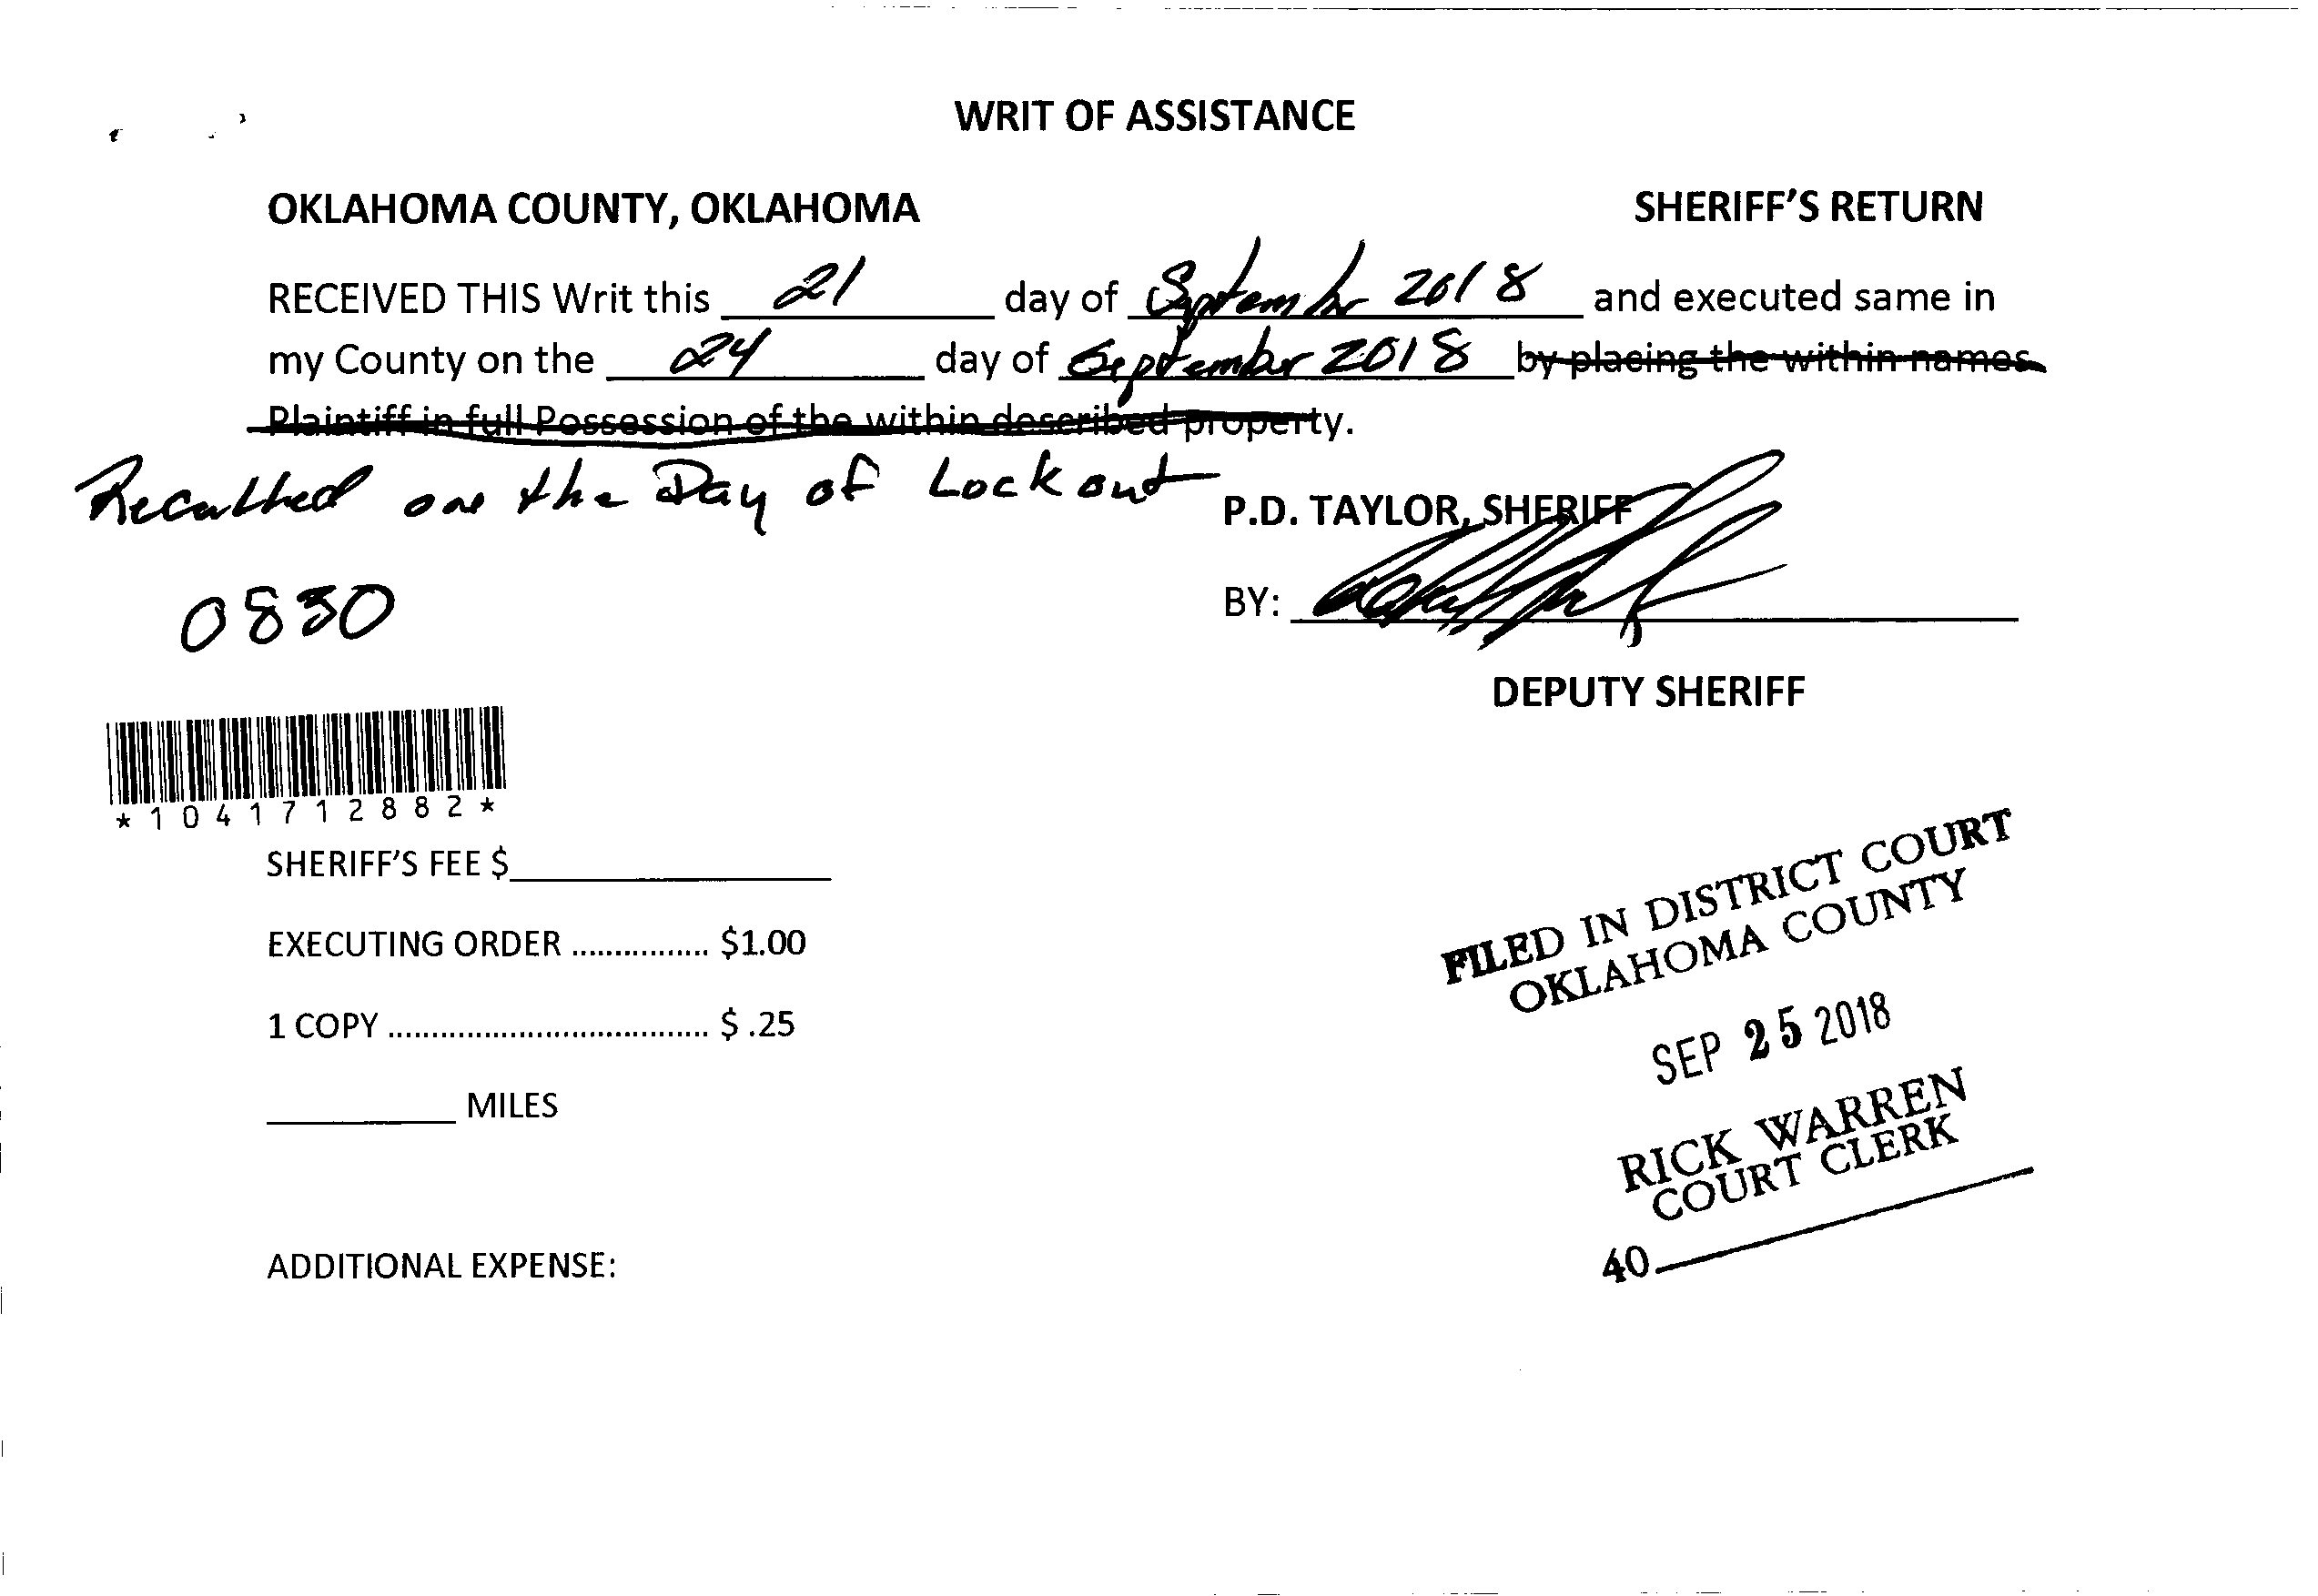 WRIT OF ASSISTANCE
OKLAHOMA COUNTY, OKLAHOMA SHERIFF'S RETURN
RECEIVED THIS Writ this 21 day of September 2018 and executed same in
my County on the 24 day of September 2018 by placing the within names
Plaintiff in full Possession of the within described property.
on the Day of Lockout
P.D. TAYLOR, SHERIFF
0830
BY:
DEPUTY SHERIFF
*1041712882*
SHERIFF'S FEE $
EXECUTING ORDER ................ $1.00
1 COPY ..................................... $ .25
MILES
ADDITIONAL EXPENSE:
FILED IN DISTRICT COURT
OKLAHOMA COUNTY
SEP 25 2018
RICK WARREN
COURT CLERK
40